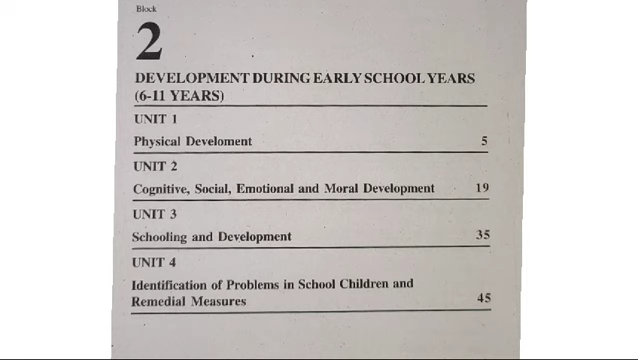 Block
2
DEVELOPMENT DURING EARLY SCHOOL YEARS
(6-11 YEARS)
UNIT 1
Physical Develoment 5
UNIT 2
Cognitive, Social, Emotional and Moral Development 19
UNIT 3
Schooling and Development 35
UNIT 4
Identification of Problems in School Children and
Remedial Measures 45